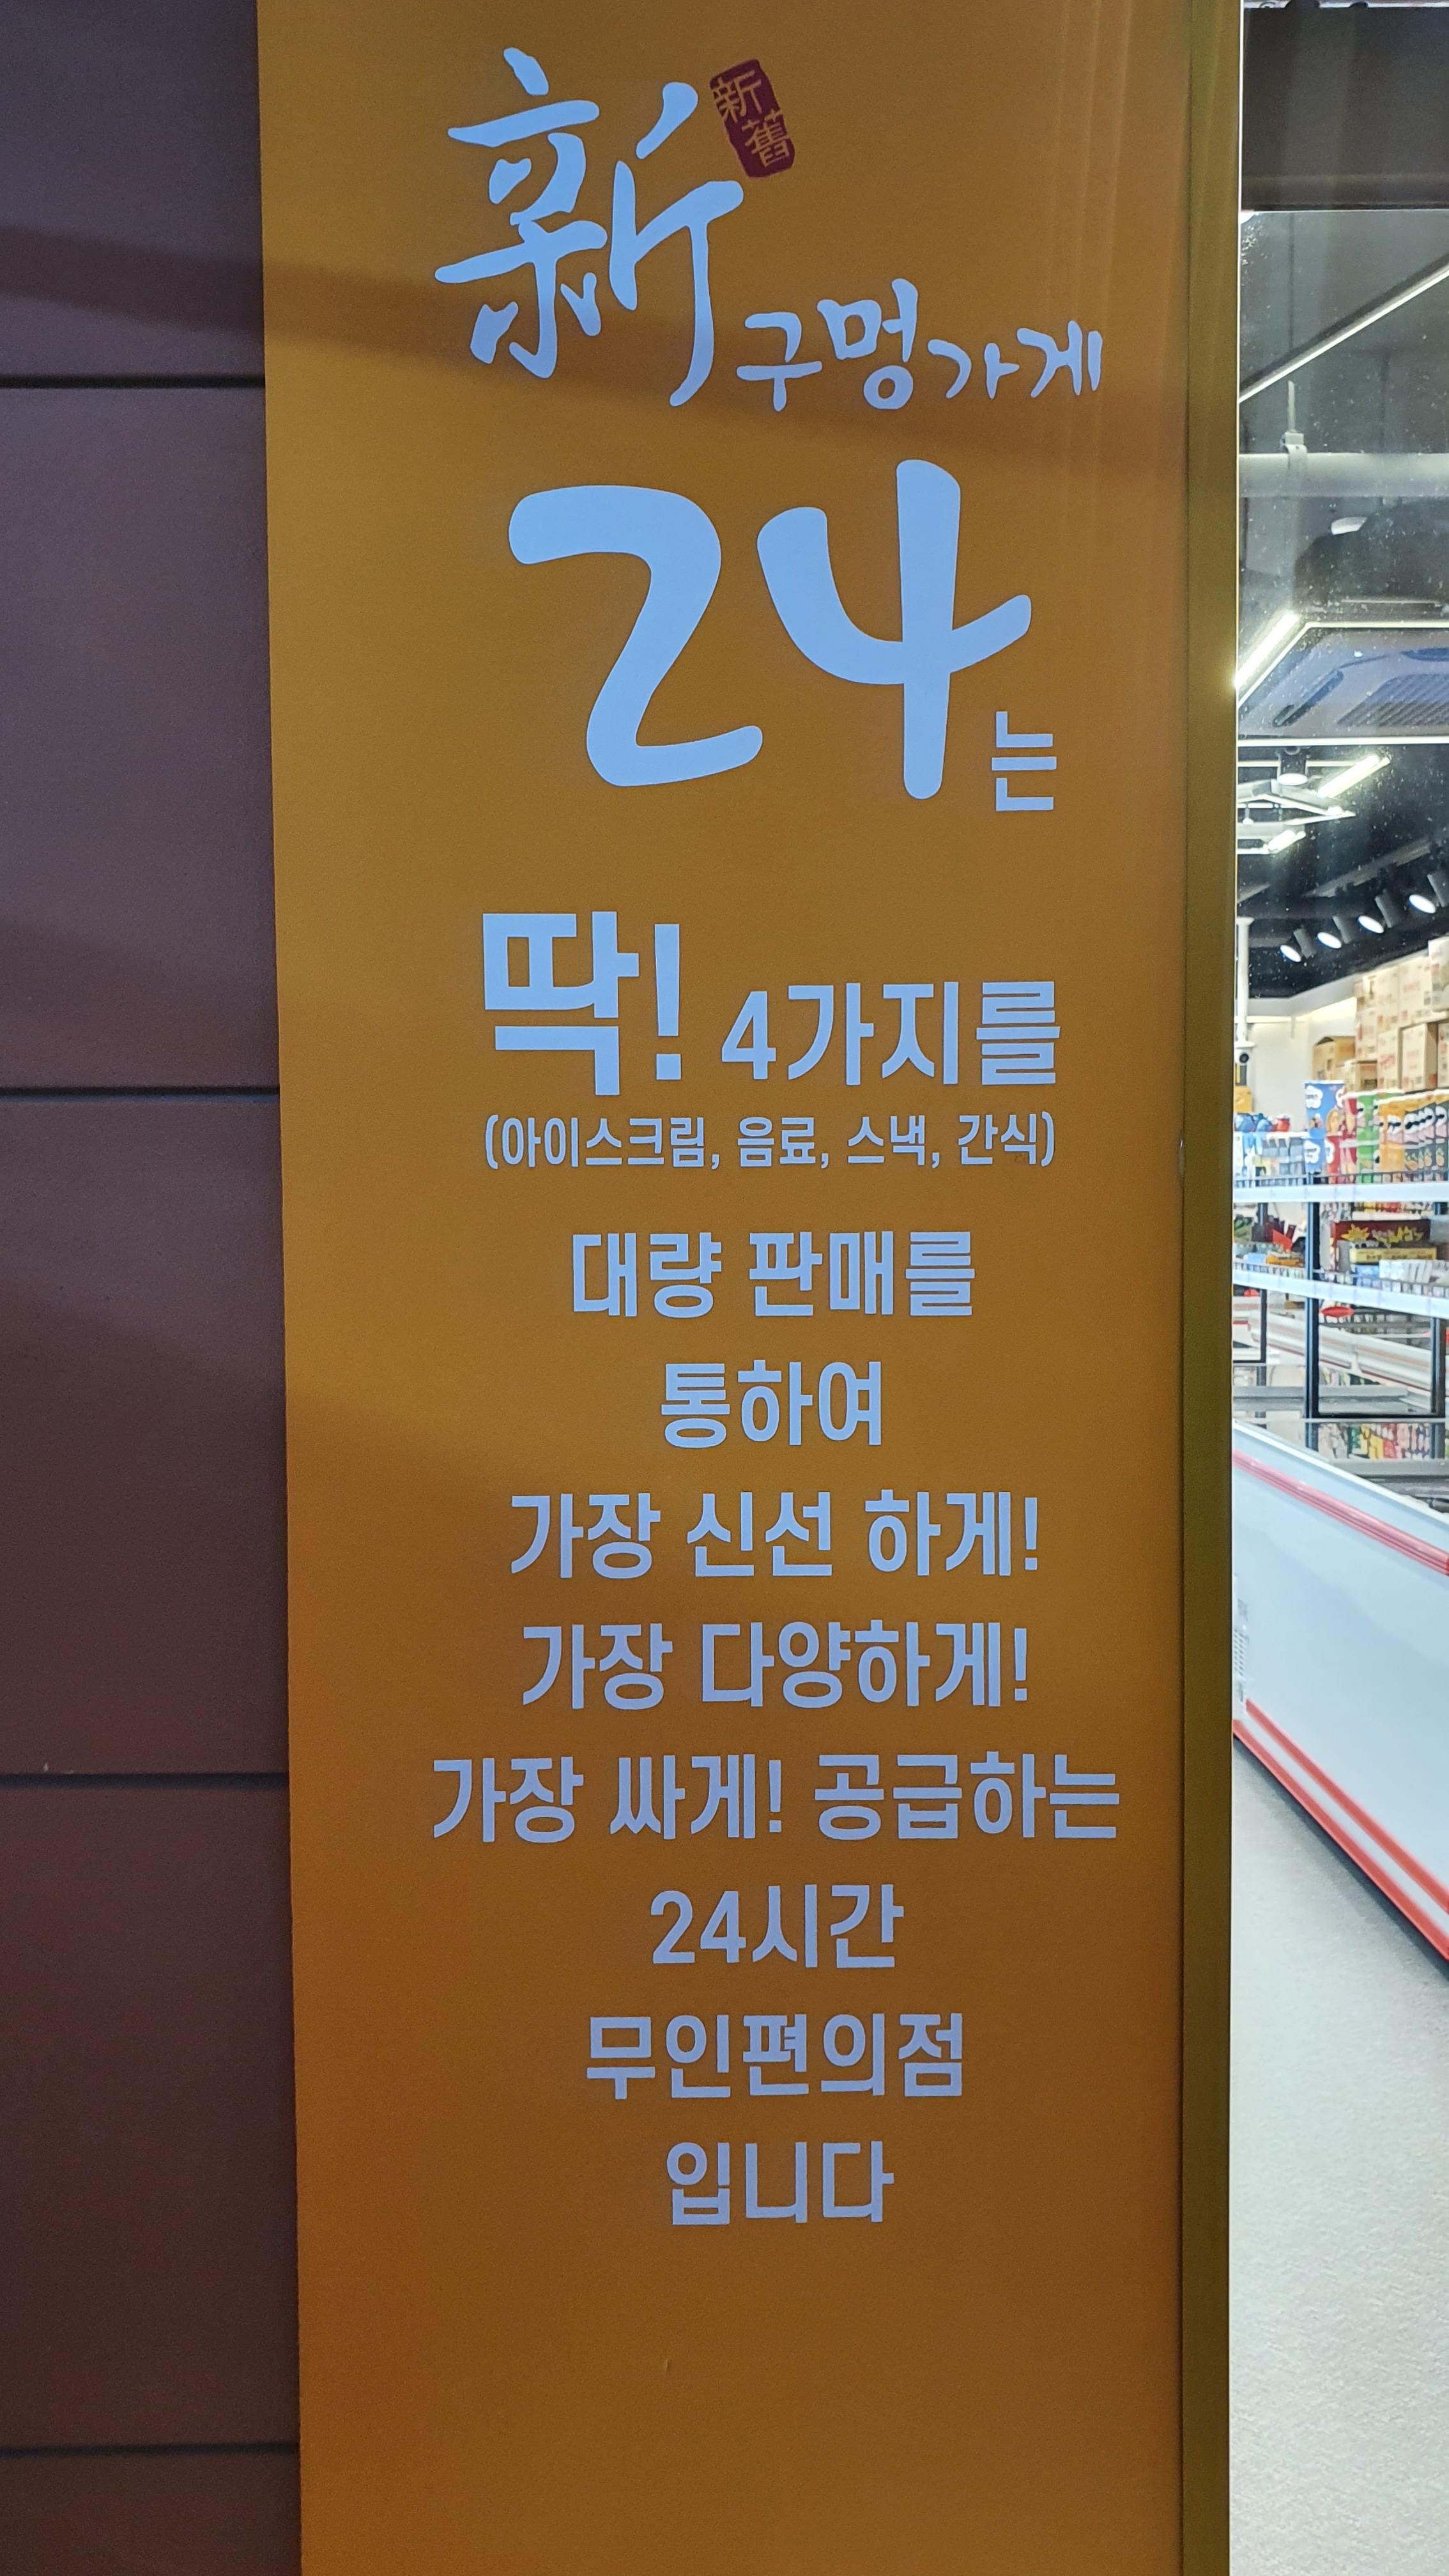 新舊
新구멍가게
24는
딱! 4가지를
(아이스크림, 음료, 스낵, 간식)
대량 판매를
통하여
가장 신선 하게!
가장 다양하게!
가장 싸게! 공급하는
24시간
무인편의점
입니다